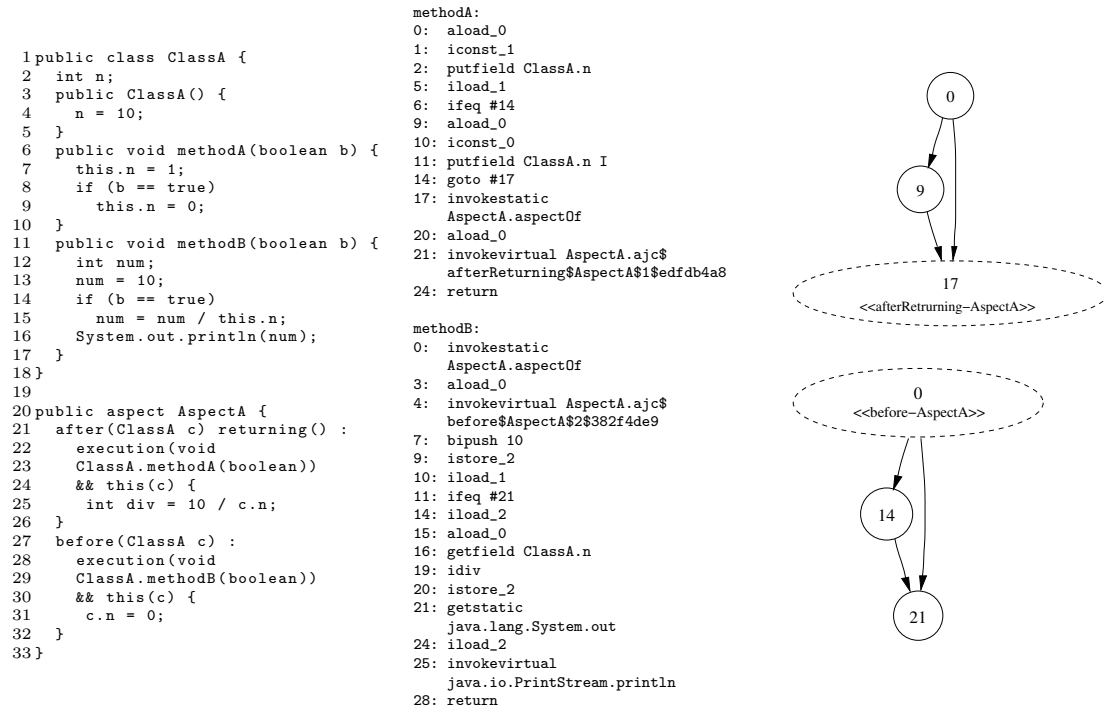 1 public class ClassA {
2 int n;
3 public ClassA() {
4 n = 10;
5 }
6 public void methodA(boolean b) {
7 this.n = 1;
8 if (b == true)
9 this.n = 0;
10 }
11 public void methodB(boolean b) {
12 int num;
13 num = 10;
14 if (b == true)
15 num = num / this.n;
16 System.out.println(num);
17 }
18 }
19
20 public aspect AspectA {
21 after(ClassA c) returning() :
22 execution(void
23 ClassA.methodA(boolean))
24 && this(c) {
25 int div = 10 / c.n;
26 }
27 before(ClassA c) :
28 execution(void
29 ClassA.methodB(boolean))
30 && this(c) {
31 c.n = 0;
32 }
33 }
methodA:
0: aload_0
1: iconst_1
2: putfield ClassA.n
5: iload_1
6: ifeq #14
9: aload_0
10: iconst_0
11: putfield ClassA.n I
14: goto #17
17: invokestatic
AspectA.aspectOf
20: aload_0
21: invokevirtual AspectA.ajc$
afterReturning$AspectA$1$edfdb4a8
24: return
methodB:
0: invokestatic
AspectA.aspectOf
3: aload_0
4: invokevirtual AspectA.ajc$
before$AspectA$2$382f4de9
7: bipush 10
9: istore_2
10: iload_1
11: ifeq #21
14: iload_2
15: aload_0
16: getfield ClassA.n
19: idiv
20: istore_2
21: getstatic
java.lang.System.out
24: iload_2
25: invokevirtual
java.io.PrintStream.println
28: return
0
9
17
<<afterRetrurning−AspectA>>
0
<<before−AspectA>>
14
21